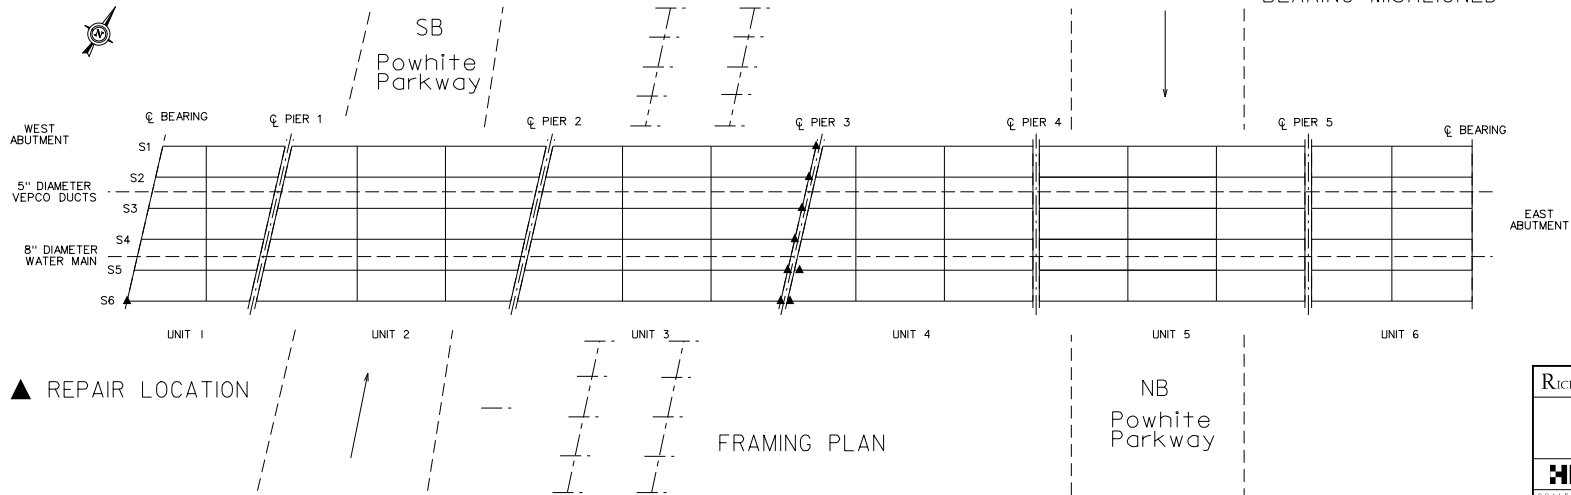 SB
Powhite
Parkway
N
℄ BEARING
℄ PIER 1
℄ PIER 2
℄ PIER 3
℄ PIER 4
℄ PIER 5
℄ BEARING
WEST
ABUTMENT
S1
S2
5" DIAMETER
VEPCO DUCTS
S3
S4
8" DIAMETER
WATER MAIN
S5
S6
EAST
ABUTMENT
UNIT 1
UNIT 2
UNIT 3
UNIT 4
UNIT 5
UNIT 6
REPAIR LOCATION
FRAMING PLAN
NB
Powhite
Parkway